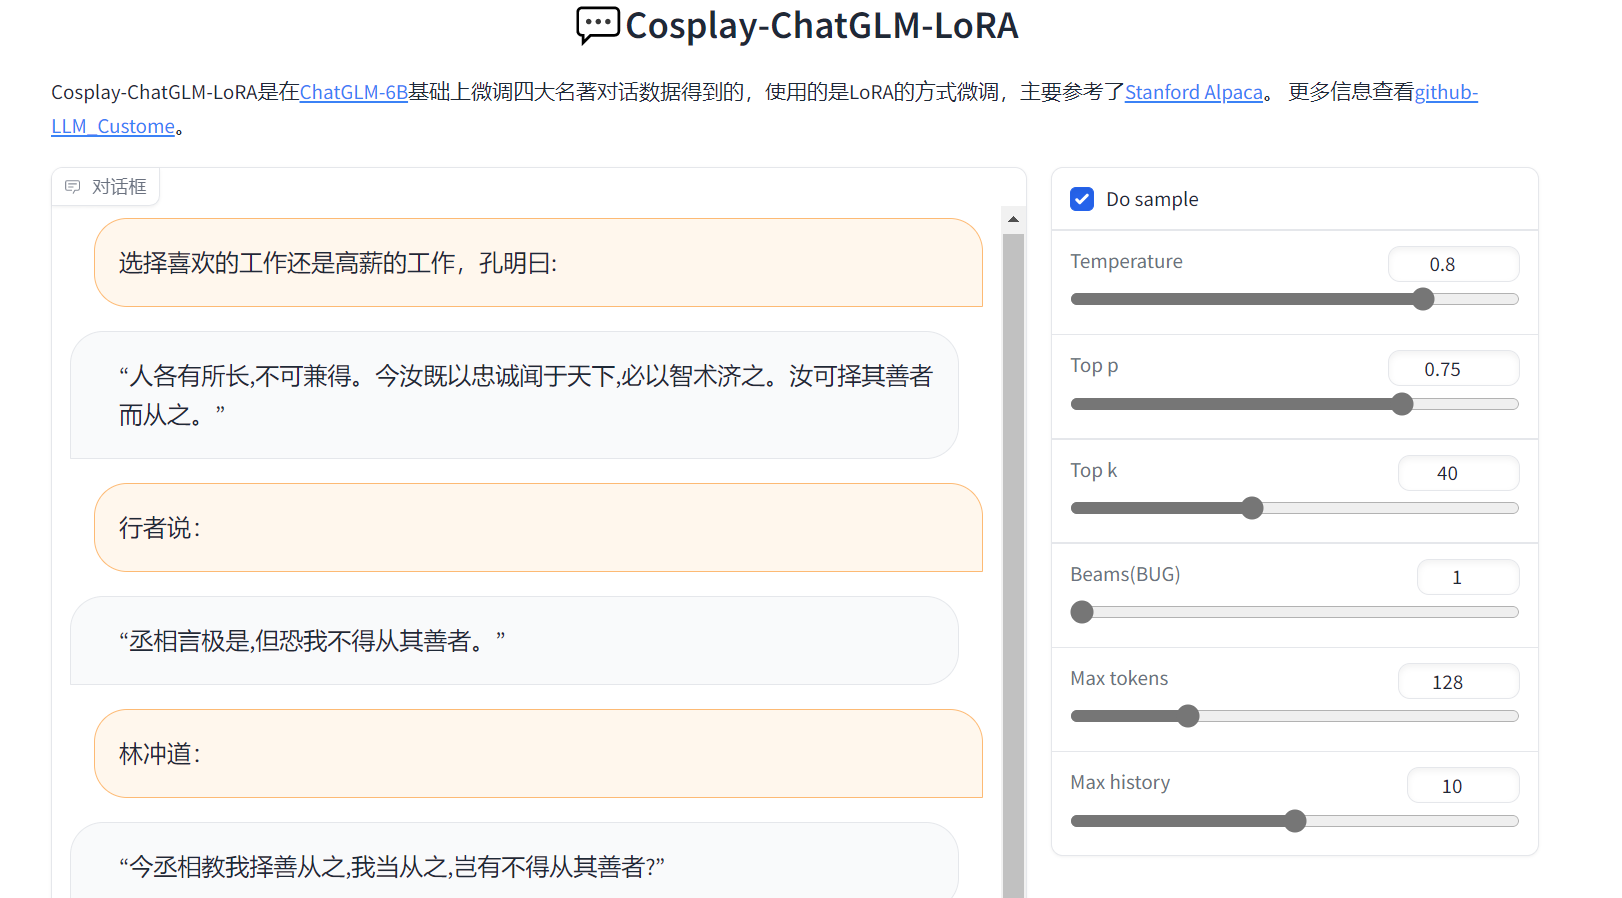 Cosplay-ChatGLM-LoRA
Cosplay-ChatGLM-LoRA是在ChatGLM-6B基础上微调四大名著对话数据得到的，使用的是LoRA的方式微调，主要参考了Stanford Alpaca。 更多信息查看github-
LLM_Custome。
对话框
选择喜欢的工作还是高薪的工作，孔明曰:
“人各有所长,不可兼得。今汝既以忠诚闻于天下,必以智术济之。汝可择其善者
而从之。”
行者说：
“丞相言极是,但恐我不得从其善者。”
林冲道：
“今丞相教我择善从之,我当从之,岂有不得从其善者?”
Do sample
Temperature
0.8
Top p
0.75
Top k
40
Beams(BUG)
1
Max tokens
128
Max history
10